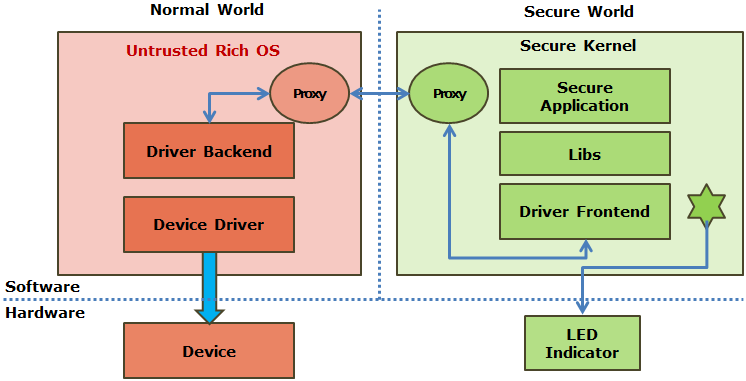 Normal World
Secure World
Untrusted Rich OS
Secure Kernel
Proxy
Proxy
Secure
Application
Driver Backend
Libs
Device Driver
Driver Frontend
Software
Hardware
Device
LED
Indicator